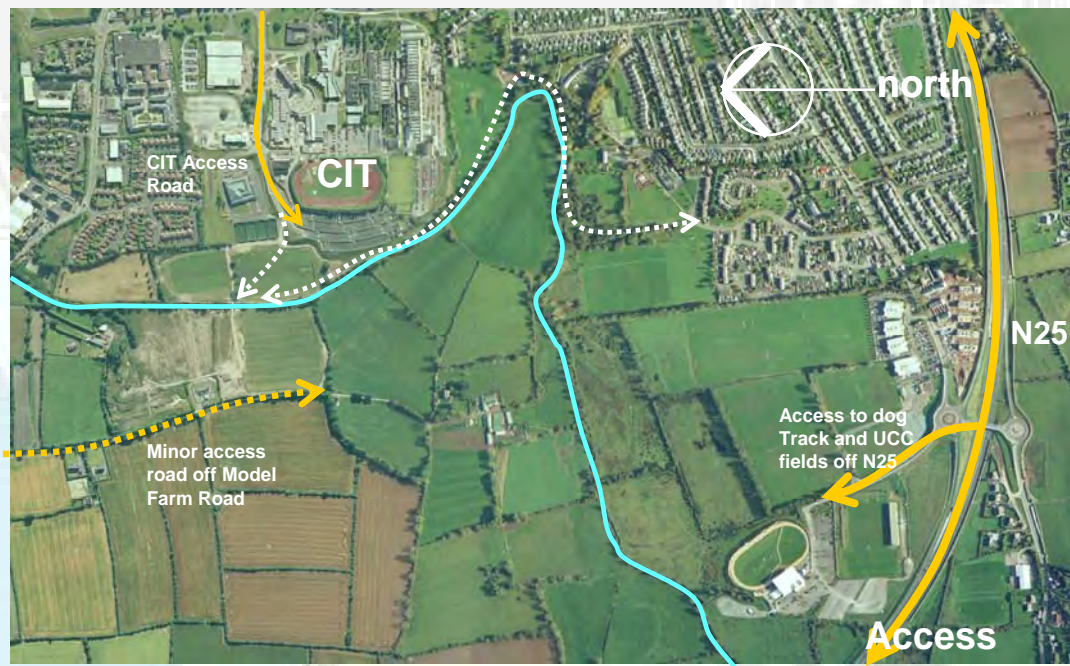 north
CIT Access
Road
CIT
N25
Access to dog
Track and UCC
fields off N25
Minor access
road off Model
Farm Road
Access